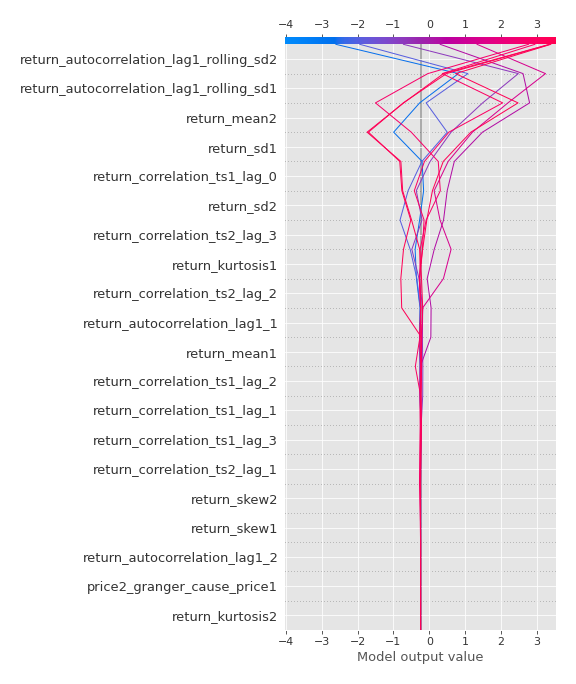 −4 −3 −2 −1 0 1 2 3
return_autocorrelation_lag1_rolling_sd2
return_autocorrelation_lag1_rolling_sd1
return_mean2
return_sd1
return_correlation_ts1_lag_0
return_sd2
return_correlation_ts2_lag_3
return_kurtosis1
return_correlation_ts2_lag_2
return_autocorrelation_lag1_1
return_mean1
return_correlation_ts1_lag_2
return_correlation_ts1_lag_1
return_correlation_ts1_lag_3
return_correlation_ts2_lag_1
return_skew2
return_skew1
return_autocorrelation_lag1_2
price2_granger_cause_price1
return_kurtosis2
−4 −3 −2 −1 0 1 2 3
Model output value